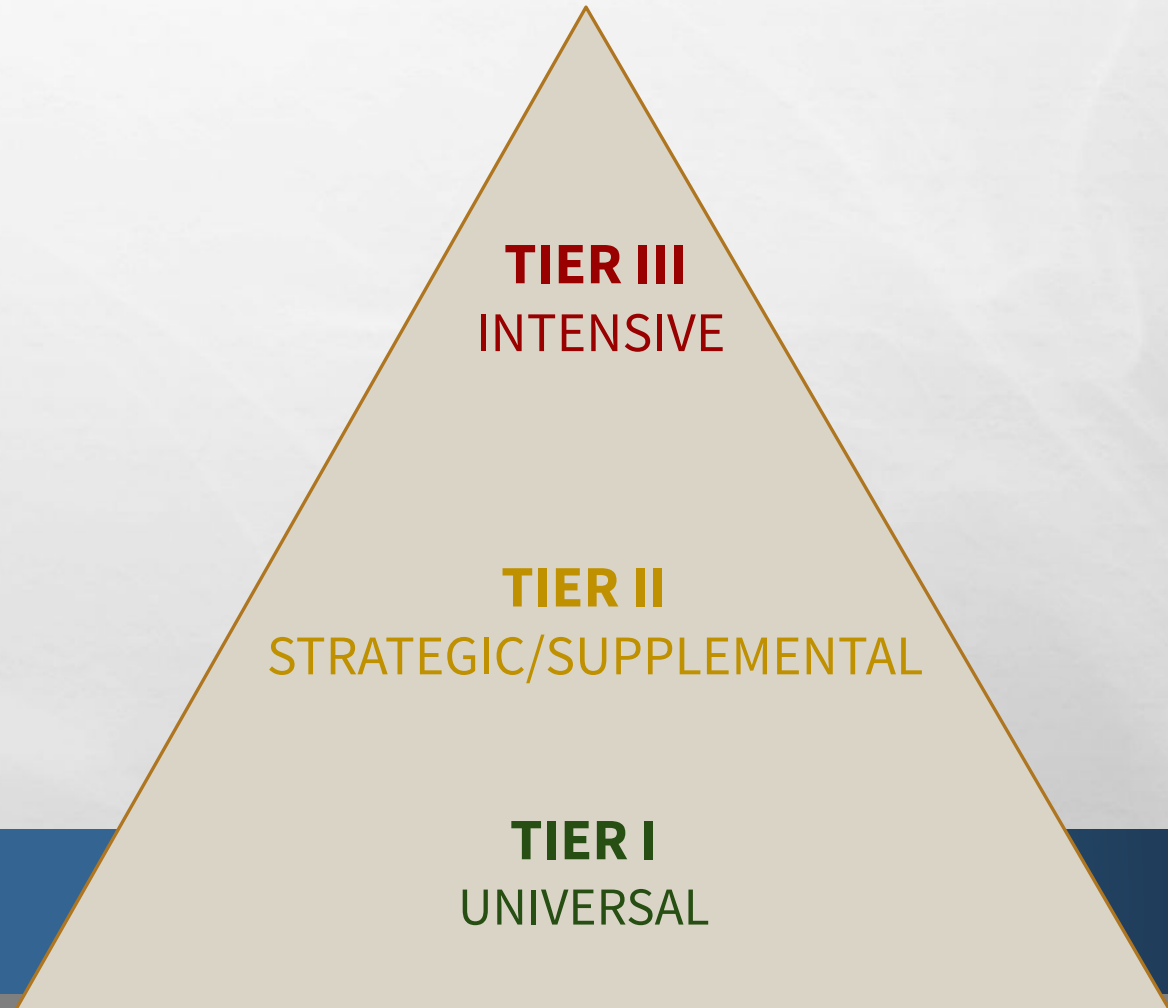 TIER III
INTENSIVE
TIER II
STRATEGIC/SUPPLEMENTAL
TIER I
UNIVERSAL